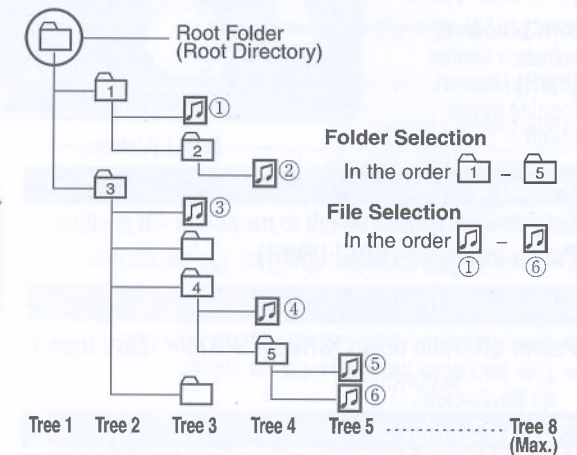 Root Folder
(Root Directory)
1
①
2
②
3
③
4
④
5
⑤
⑥
Folder Selection
In the order 1 – 5
File Selection
In the order –
① ⑥
Tree 1 Tree 2 Tree 3 Tree 4 Tree 5 ................ Tree 8
(Max.)